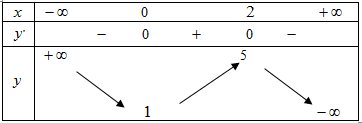 x −∞ 0 2 +∞
y' − 0 + 0 −
+∞ 5
y
1 −∞